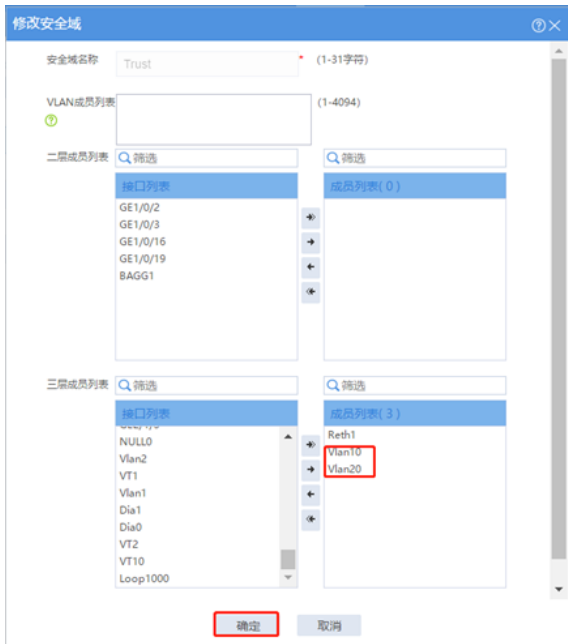 修改安全域
安全域名称 Trust * (1-31字符)
VLAN成员列表 (1-4094)
二层成员列表 筛选 筛选
接口列表 成员列表(0)
GE1/0/2
GE1/0/3
GE1/0/16
GE1/0/19
BAGG1
三层成员列表 筛选 筛选
接口列表 成员列表(3)
NULL0
Vlan2
VT1
Vlan1
Dia1
Dia0
VT2
VT10
Loop1000
Reth1
Vlan10
Vlan20
确定 取消